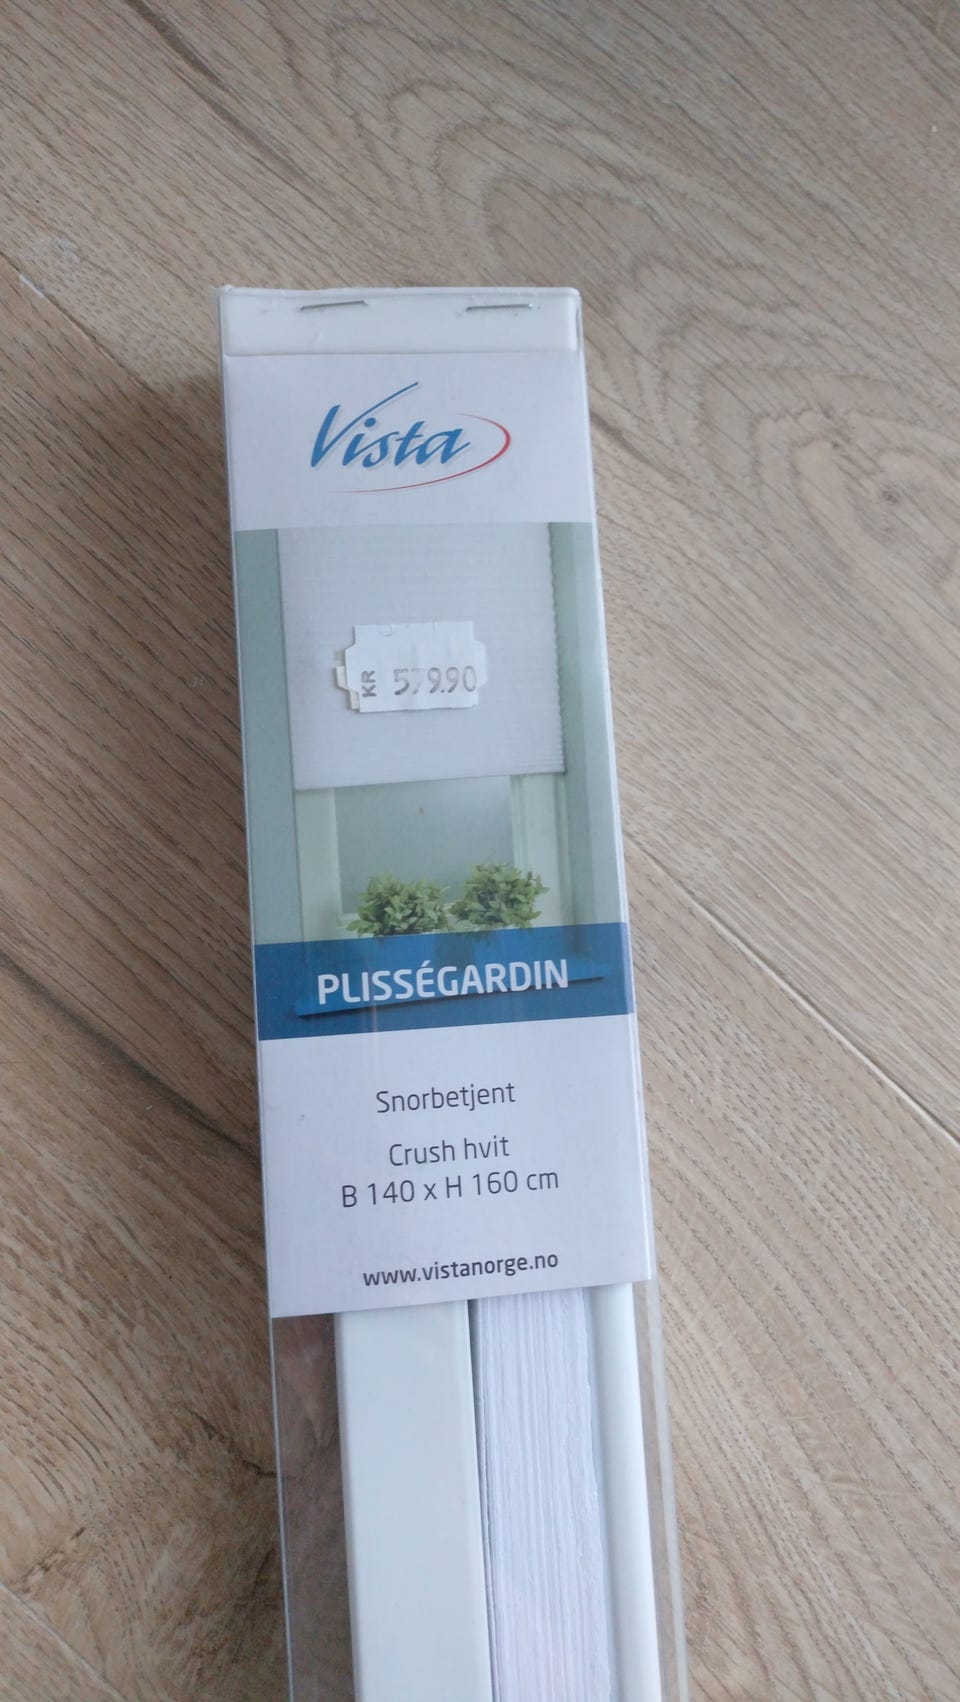 Vista
KR 579.90
PLISSÉGARDIN
Snorbetjent
Crush hvit
B 140 x H 160 cm
www.vistanorge.no